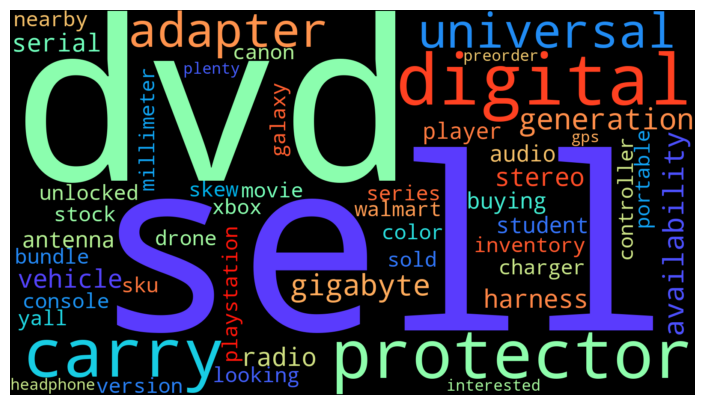 nearby
adapter
universal
serial
canon
preorder
plenty
dvd
digital
millimeter
galaxy
generation
player
gps
audio
unlocked
skew
movie
series
stereo
controller
portable
availability
stock
xbox
walmart
buying
student
antenna
drone
color
inventory
bundle
sell
sold
charger
vehicle
sku
playstation
gigabyte
harness
console
yall
carry
radio
protector
looking
headphone
version
interested